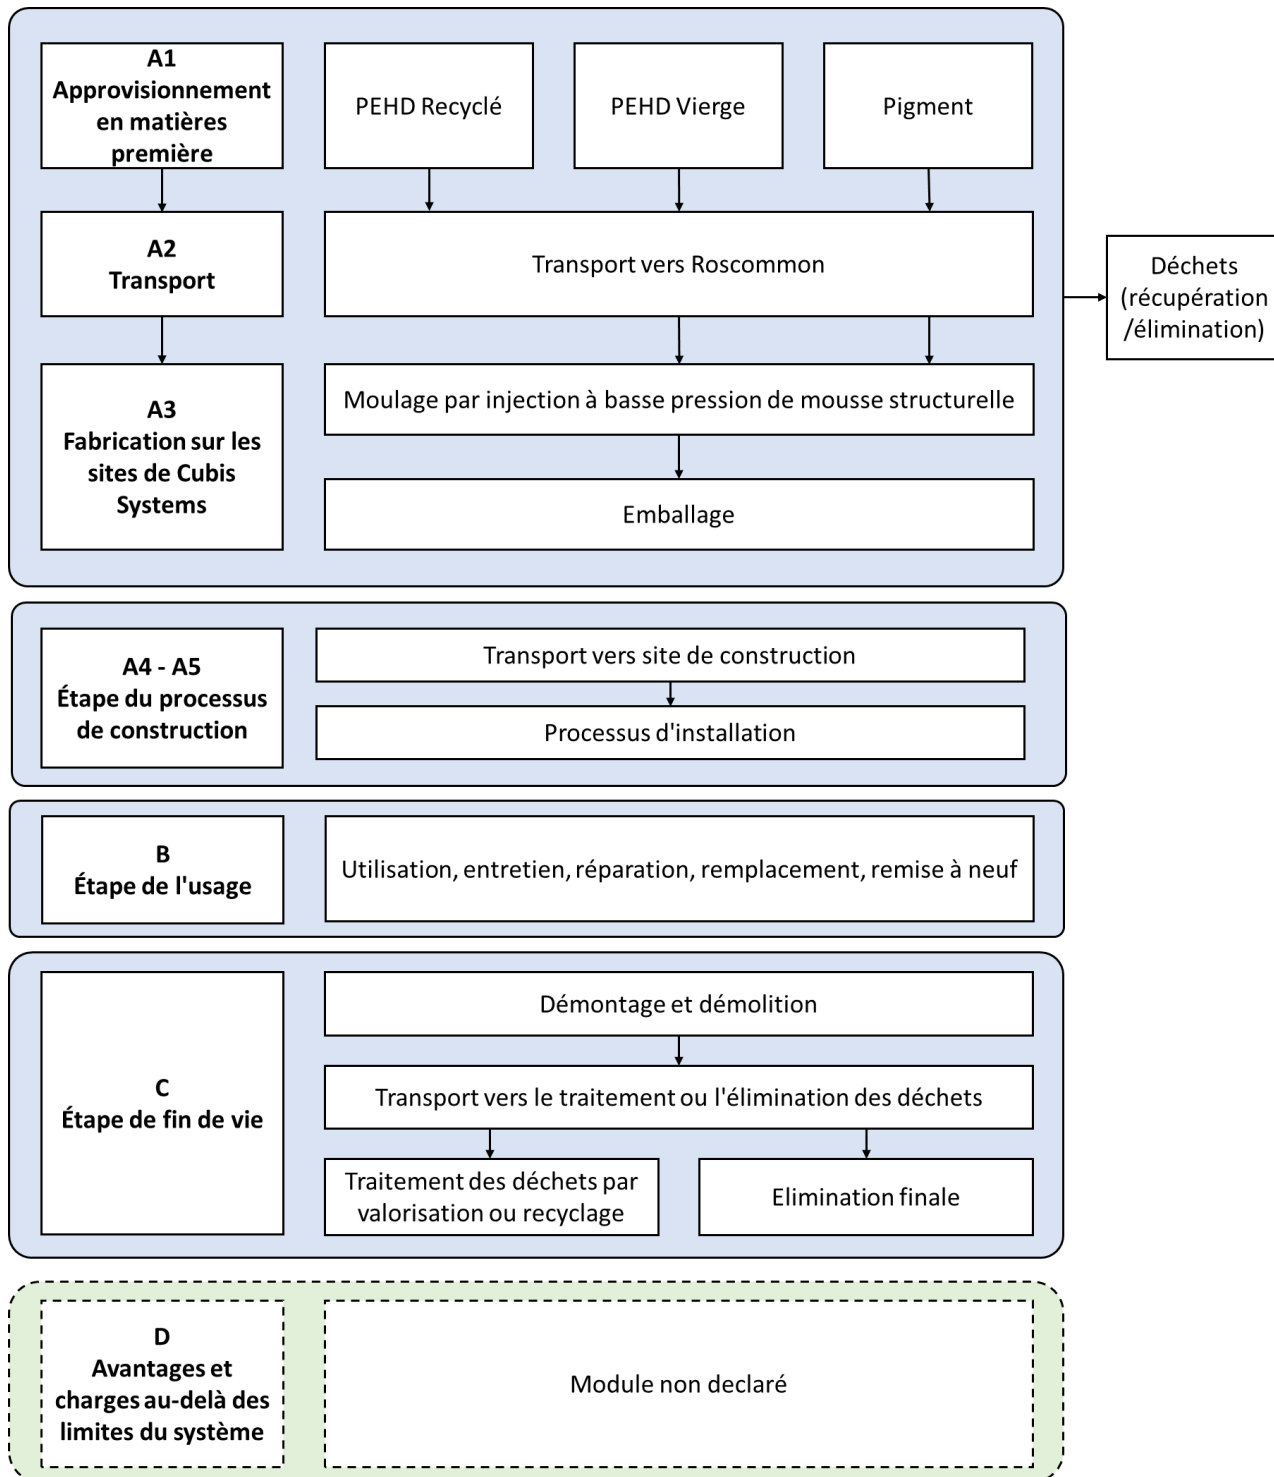 A1
Approvisionnement
en matières
première
PEHD Recyclé
PEHD Vierge
Pigment
A2
Transport
Transport vers Roscommon
Déchets
(récupération
/élimination)
A3
Fabrication sur les
sites de Cubis
Systems
Moulage par injection à basse pression de mousse structurelle
Emballage
A4 - A5
Étape du processus
de construction
Transport vers site de construction
Processus d'installation
B
Étape de l'usage
Utilisation, entretien, réparation, remplacement, remise à neuf
C
Étape de fin de vie
Démontage et démolition
Transport vers le traitement ou l'élimination des déchets
Traitement des déchets par
valorisation ou recyclage
Elimination finale
D
Avantages et
charges au-delà des
limites du système
Module non declaré